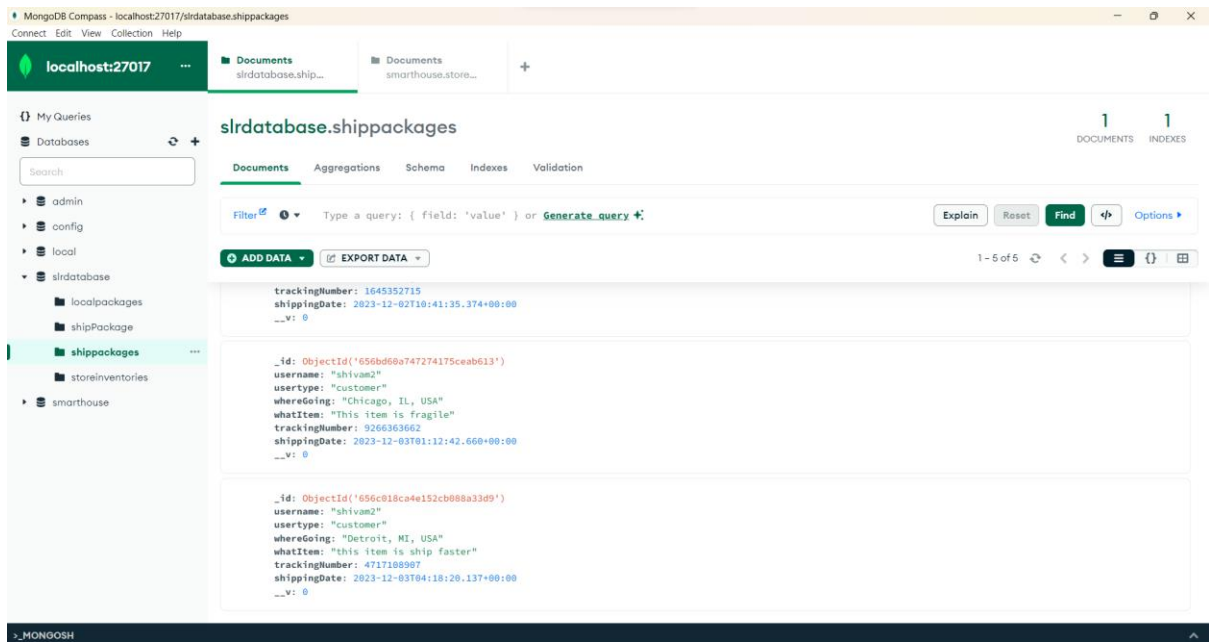 MongoDB Compass - localhost:27017/slrdatabase.shippackages
Connect Edit View Collection Help
localhost:27017 ...
Documents
slrdatabase.ship...
Documents
smarthouse.store...
+
{} My Queries
Databases
Search
admin
config
local
slrdatabase
localpackages
shipPackage
shippackages ...
storeinventories
smarthouse
slrdatabase.shippackages
1
DOCUMENTS
1
INDEXES
Documents Aggregations Schema Indexes Validation
Filter Type a query: { field: 'value' } or Generate query
Explain Reset Find </> Options
ADD DATA EXPORT DATA 1 – 5 of 5 {}
trackingNumber: 1645352715
shippingDate: 2023-12-02T10:41:35.374+00:00
__v: 0
_id: ObjectId('656bd60a747274175ceab613')
username: "shivam2"
usertype: "customer"
whereGoing: "Chicago, IL, USA"
whatItem: "This item is fragile"
trackingNumber: 9266363662
shippingDate: 2023-12-03T01:12:42.660+00:00
__v: 0
_id: ObjectId('656c018ca4e152cb088a33d9')
username: "shivam2"
usertype: "customer"
whereGoing: "Detroit, MI, USA"
whatItem: "this item is ship faster"
trackingNumber: 4717108907
shippingDate: 2023-12-03T04:18:20.137+00:00
__v: 0
>_MONGOSH